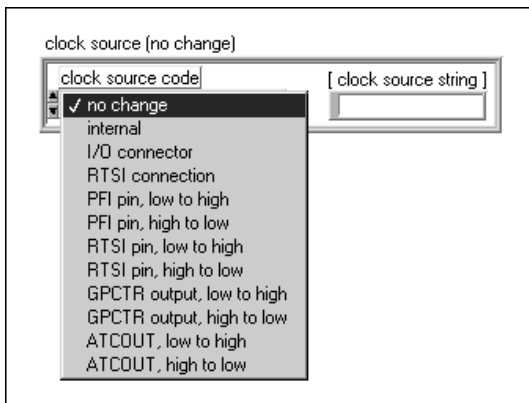 clock source (no change)
clock source code
[ clock source string ]
✓ no change
internal
I/O connector
RTSI connection
PFI pin, low to high
PFI pin, high to low
RTSI pin, low to high
RTSI pin, high to low
GPCTR output, low to high
GPCTR output, high to low
ATCOUT, low to high
ATCOUT, high to low